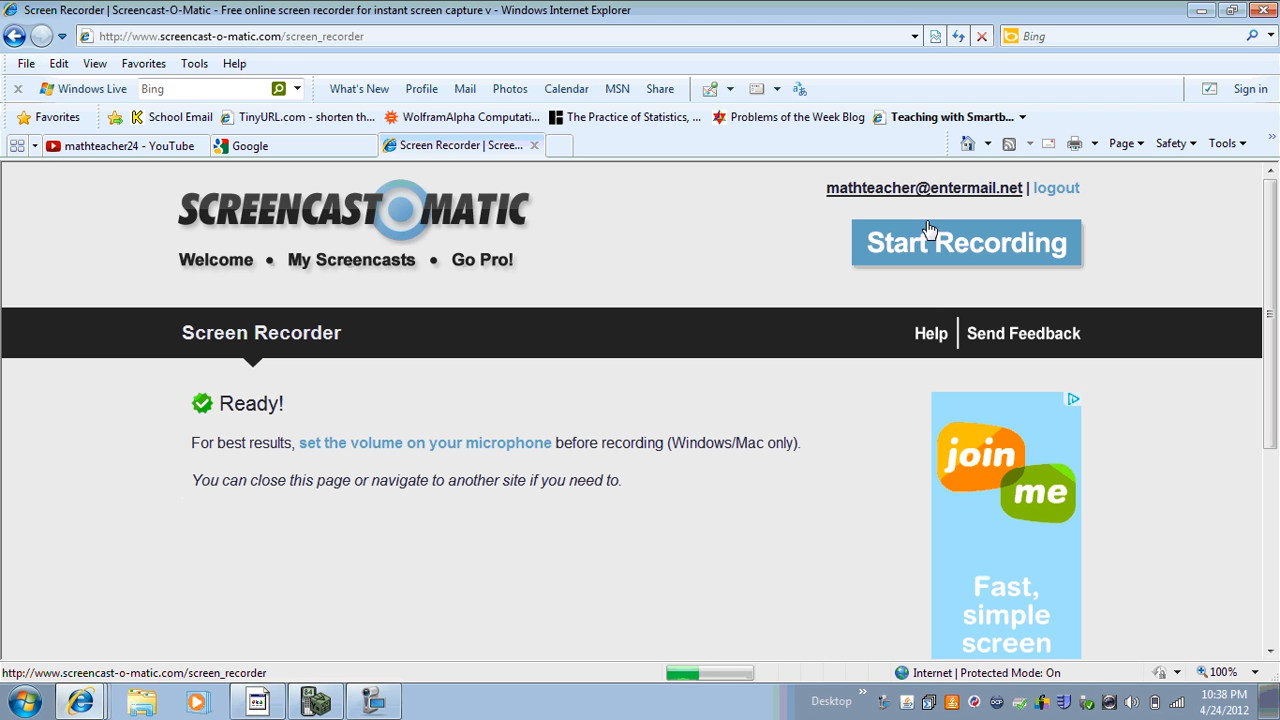 Screen Recorder | Screencast-O-Matic - Free online screen recorder for instant screen capture v - Windows Internet Explorer
http://www.screencast-o-matic.com/screen_recorder
Bing
File Edit View Favorites Tools Help
Windows Live Bing What's New Profile Mail Photos Calendar MSN Share Sign in
Favorites School Email TinyURL.com - shorten th... WolframAlpha Computati... The Practice of Statistics, ... Problems of the Week Blog Teaching with Smartb...
mathteacher24 - YouTube Google Screen Recorder | Scree... Page Safety Tools
SCREENCAST O MATIC
mathteacher@entermail.net | logout
Start Recording
Welcome • My Screencasts • Go Pro!
Screen Recorder
Help | Send Feedback
Ready!
For best results, set the volume on your microphone before recording (Windows/Mac only).
You can close this page or navigate to another site if you need to.
join
me
Fast,
simple
screen
http://www.screencast-o-matic.com/screen_recorder Internet | Protected Mode: On 100%
Desktop
10:38 PM
4/24/2012